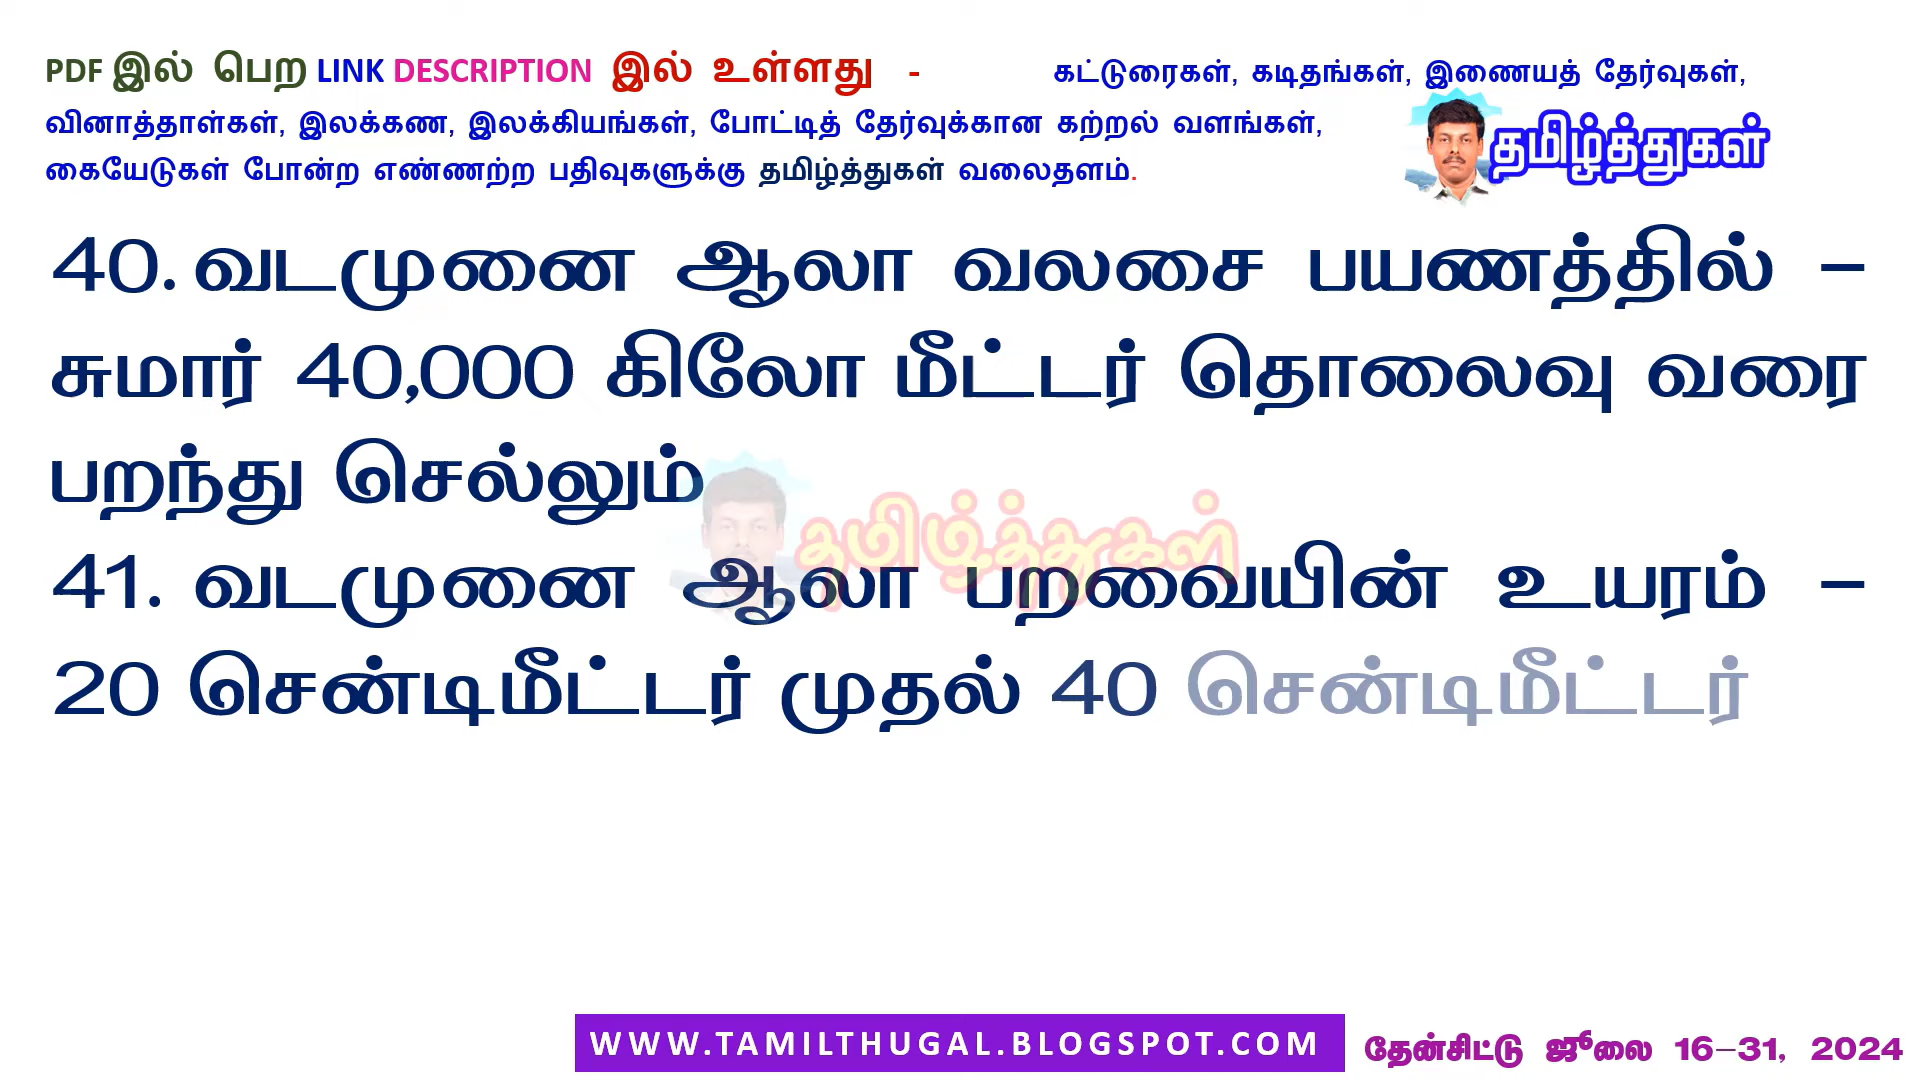 PDF இல் பெற LINK DESCRIPTION இல் உள்ளது - கட்டுரைகள், கடிதங்கள், இணையத் தேர்வுகள்,
வினாத்தாள்கள், இலக்கண, இலக்கியங்கள், போட்டித் தேர்வுக்கான கற்றல் வளங்கள்,
கையேடுகள் போன்ற எண்ணற்ற பதிவுகளுக்கு தமிழ்த்துகள் வலைதளம்.
தமிழ்த்துகள்
40. வடமுனை ஆலா வலசை பயணத்தில் –
சுமார் 40,000 கிலோ மீட்டர் தொலைவு வரை
பறந்து செல்லும்
தமிழ்த்துகள்
41. வடமுனை ஆலா பறவையின் உயரம் –
20 செண்டிமீட்டர் முதல் 40 செண்டிமீட்டர்
WWW.TAMILTHUGAL.BLOGSPOT.COM
தேன்சிட்டு ஜூலை 16–31, 2024